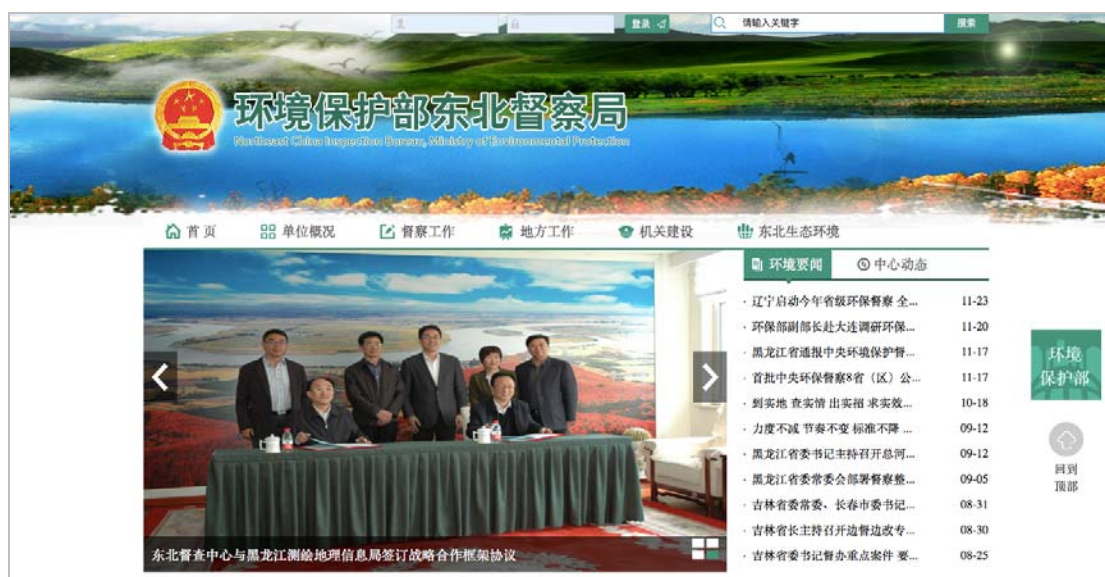 登录
请输入关键字
搜索
环境保护部东北督察局
Northeast China Inspection Bureau, Ministry of Environmental Protection
首 页
单位概况
督察工作
地方工作
机关建设
东北生态环境
环境要闻
中心动态
· 辽宁启动今年省级环保督察 全... 11-23
· 环保部副部长赴大连调研环保... 11-20
· 黑龙江省通报中央环境保护督... 11-17
· 首批中央环保督察8省（区）公... 11-17
· 到实地 查实情 出实招 求实效... 10-18
· 力度不减 节奏不变 标准不降 ... 09-12
· 黑龙江省委书记主持召开总河... 09-12
· 黑龙江省委常委会部署督察整... 09-05
· 吉林省委常委、长春市委书记... 08-31
· 吉林省长主持召开边督边改专... 08-30
· 吉林省委书记督办重点案件 要... 08-25
东北督查中心与黑龙江测绘地理信息局签订战略合作框架协议
环境
保护部
回到
顶部